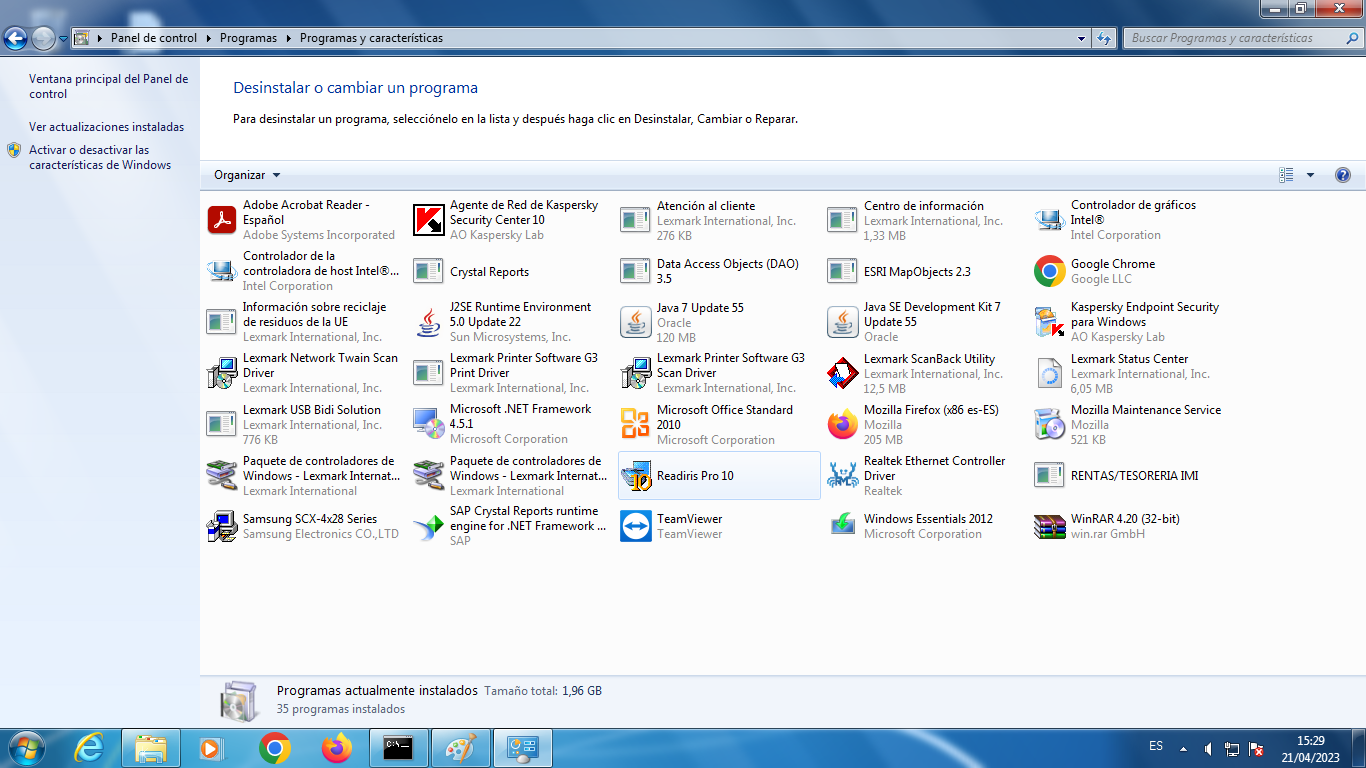 Panel de control
Programas
Programas y características
Buscar Programas y características
Ventana principal del Panel de
control
Ver actualizaciones instaladas
Activar o desactivar las
características de Windows
Desinstalar o cambiar un programa
Para desinstalar un programa, selecciónelo en la lista y después haga clic en Desinstalar, Cambiar o Reparar.
Organizar
Adobe Acrobat Reader -
Español
Adobe Systems Incorporated
Agente de Red de Kaspersky
Security Center 10
AO Kaspersky Lab
Atención al cliente
Lexmark International, Inc.
276 KB
Centro de información
Lexmark International, Inc.
1,33 MB
Controlador de gráficos
Intel®
Intel Corporation
Controlador de la
controladora de host Intel®...
Intel Corporation
Crystal Reports
Data Access Objects (DAO)
3.5
ESRI MapObjects 2.3
Google Chrome
Google LLC
Información sobre reciclaje
de residuos de la UE
Lexmark International, Inc.
J2SE Runtime Environment
5.0 Update 22
Sun Microsystems, Inc.
Java 7 Update 55
Oracle
120 MB
Java SE Development Kit 7
Update 55
Oracle
Kaspersky Endpoint Security
para Windows
AO Kaspersky Lab
Lexmark Network Twain Scan
Driver
Lexmark International, Inc.
Lexmark Printer Software G3
Print Driver
Lexmark International, Inc.
Lexmark Printer Software G3
Scan Driver
Lexmark International, Inc.
Lexmark ScanBack Utility
Lexmark International, Inc.
12,5 MB
Lexmark Status Center
Lexmark International, Inc.
6,05 MB
Lexmark USB Bidi Solution
Lexmark International, Inc.
776 KB
Microsoft .NET Framework
4.5.1
Microsoft Corporation
Microsoft Office Standard
2010
Microsoft Corporation
Mozilla Firefox (x86 es-ES)
Mozilla
205 MB
Mozilla Maintenance Service
Mozilla
521 KB
Paquete de controladores de
Windows - Lexmark Internat...
Lexmark International
Paquete de controladores de
Windows - Lexmark Internat...
Lexmark International
Readiris Pro 10
Realtek Ethernet Controller
Driver
Realtek
RENTAS/TESORERIA IMI
Samsung SCX-4x28 Series
Samsung Electronics CO.,LTD
SAP Crystal Reports runtime
engine for .NET Framework ...
SAP
TeamViewer
TeamViewer
Windows Essentials 2012
Microsoft Corporation
WinRAR 4.20 (32-bit)
win.rar GmbH
Programas actualmente instalados Tamaño total: 1,96 GB
35 programas instalados
ES
15:29
21/04/2023